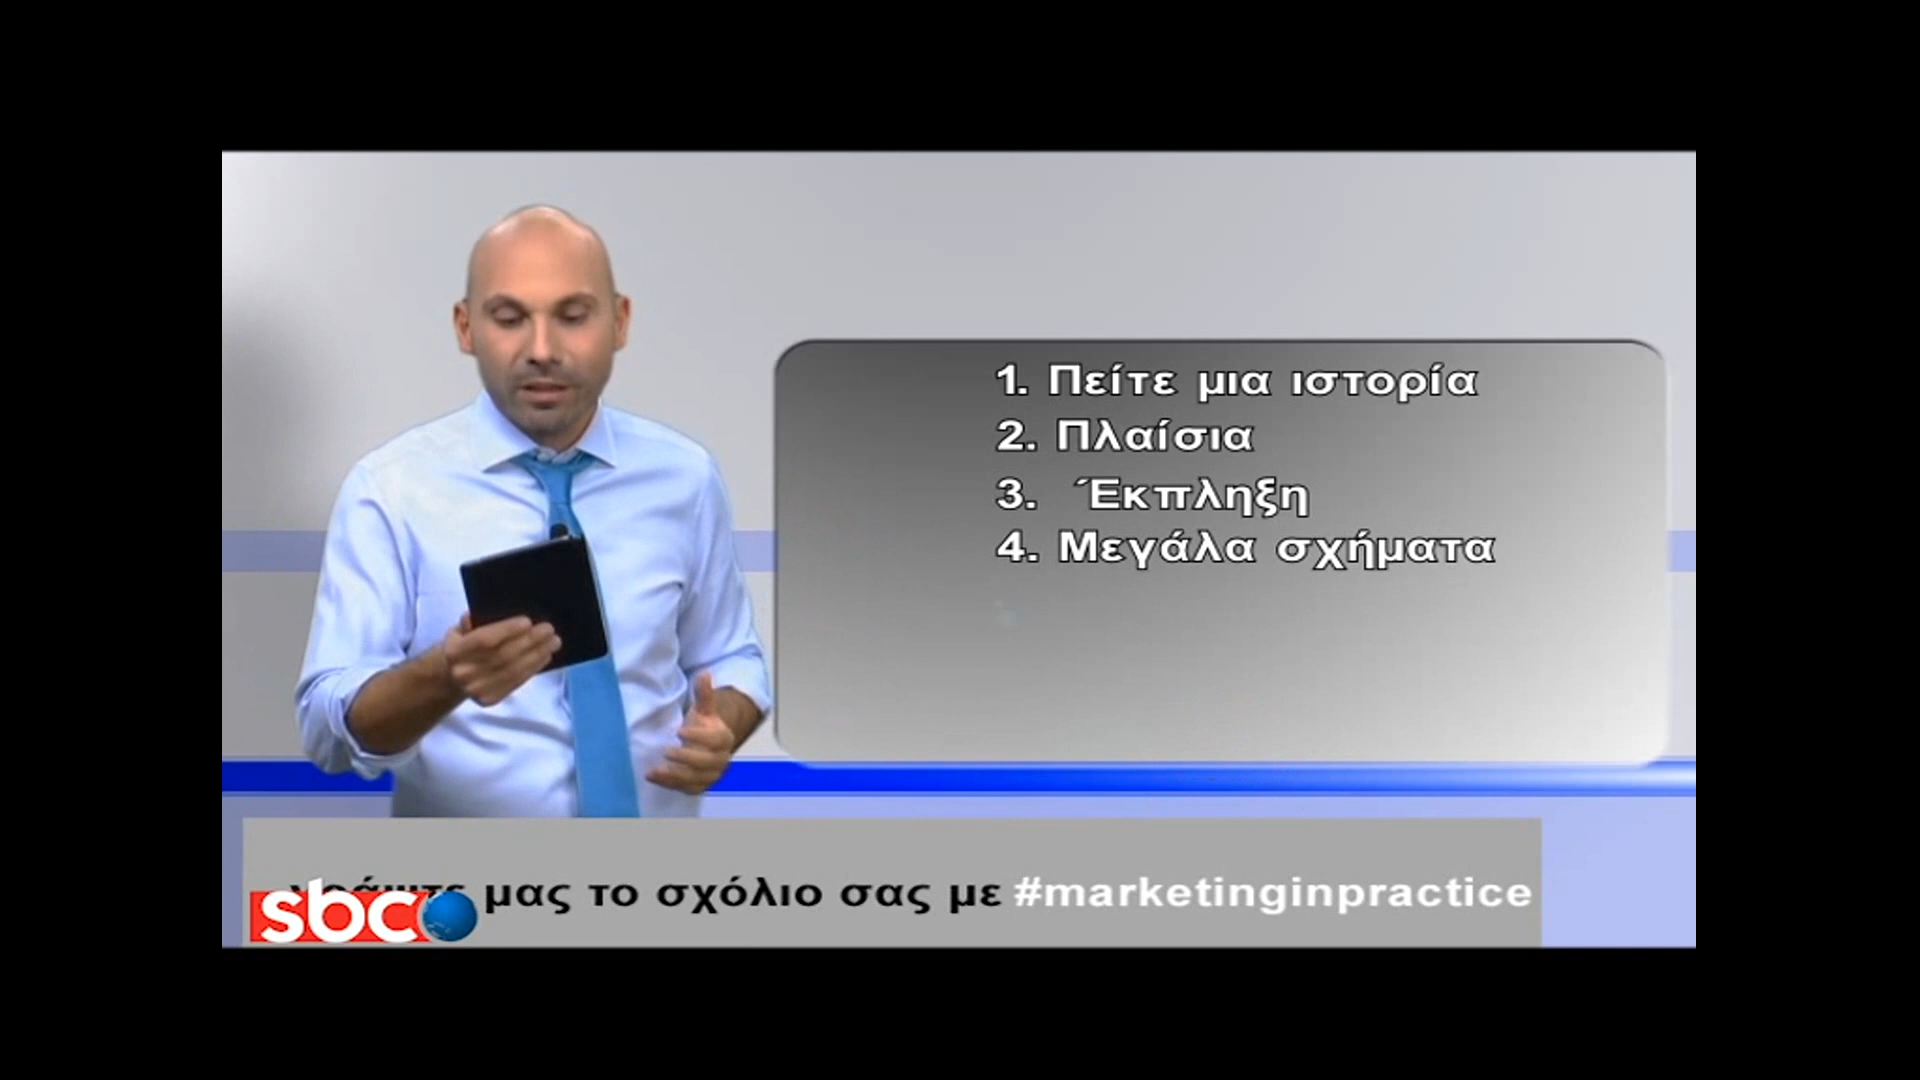 1. Πείτε μια ιστορία
2. Πλαίσια
3. Έκπληξη
4. Μεγάλα σχήματα
μας το σχόλιο σας με #marketinginpractice
sbc